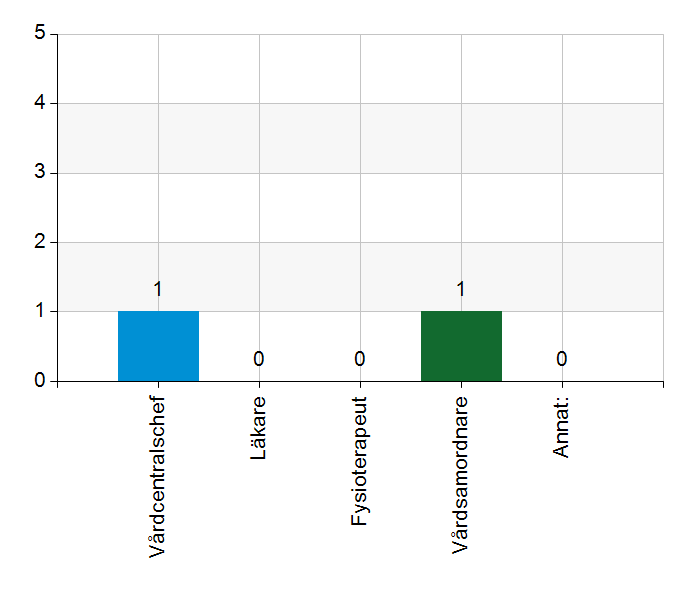 5
4
3
2
1
0
1
0
0
1
0
Vårdcentralschef
Läkare
Fysioterapeut
Vårdsamordnare
Annat: